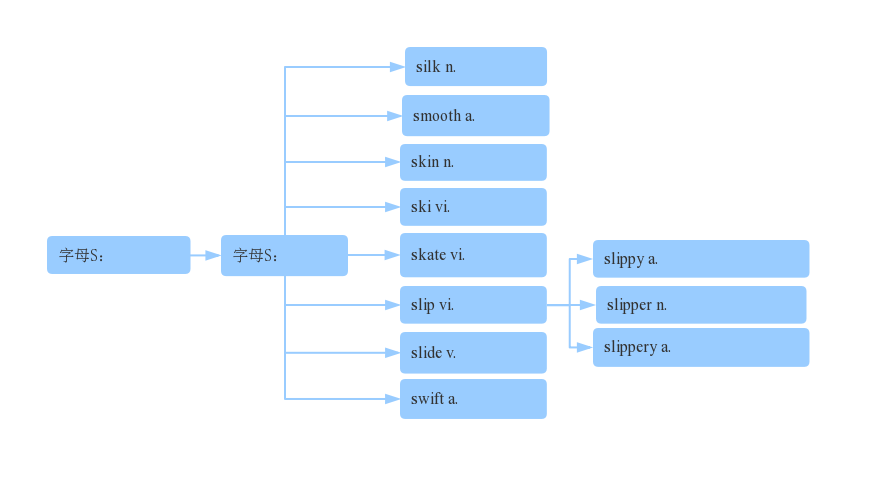 字母S：
字母S：
silk n.
smooth a.
skin n.
ski vi.
skate vi.
slip vi.
slide v.
swift a.
slippy a.
slipper n.
slippery a.